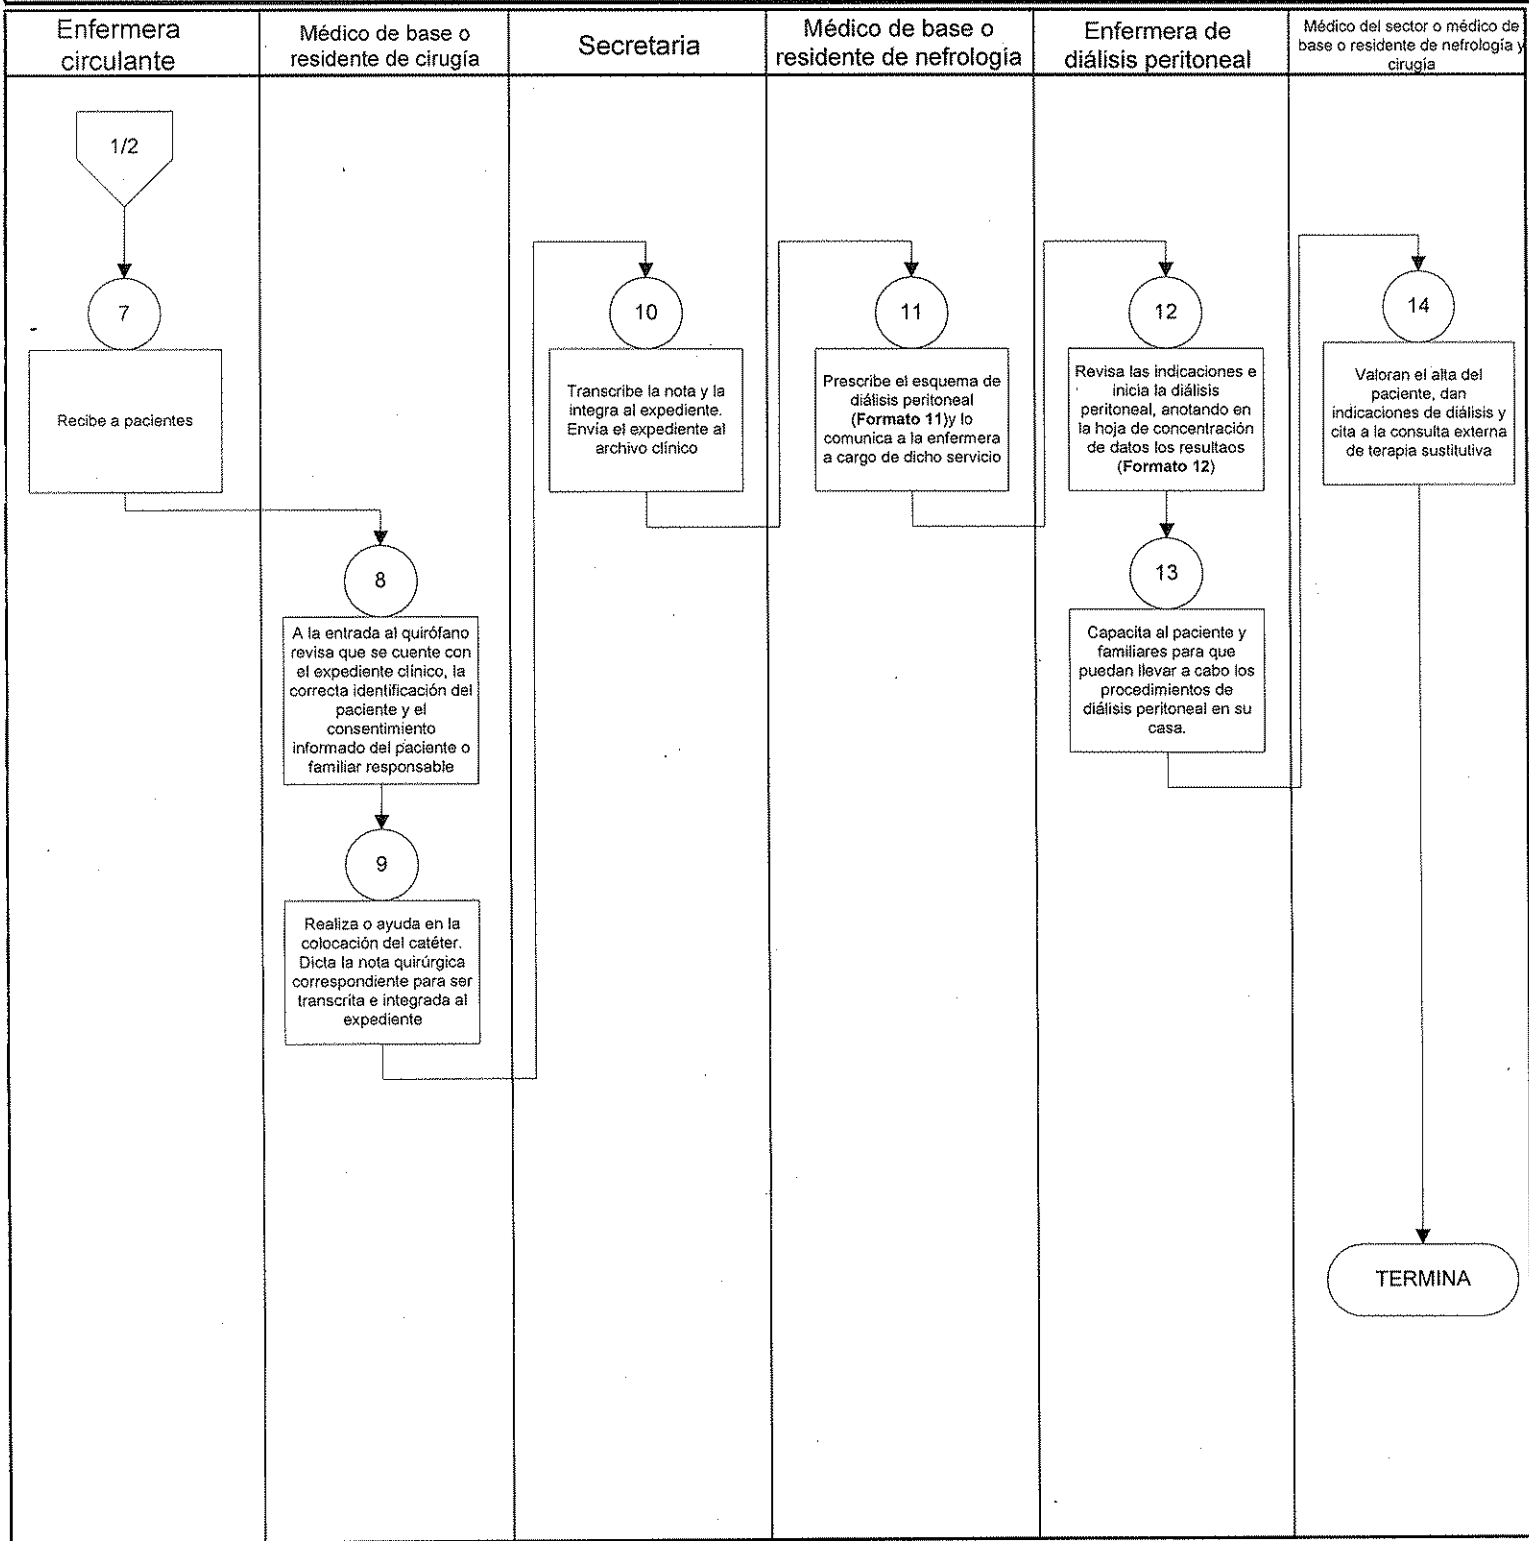 Enfermera
circulante
Médico de base o
residente de cirugía
Secretaria
Médico de base o
residente de nefrología
Enfermera de
diálisis peritoneal
Médico del sector o médico de
base o residente de nefrología y
cirugía
1/2
7
Recibe a pacientes
8
A la entrada al quirófano
revisa que se cuente con
el expediente clínico, la
correcta identificación del
paciente y el
consentimiento
informado del paciente o
familiar responsable
9
Realiza o ayuda en la
colocación del catéter.
Dicta la nota quirúrgica
correspondiente para ser
transcrita e integrada al
expediente
10
Transcribe la nota y la
integra al expediente.
Envía el expediente al
archivo clínico
11
Prescribe el esquema de
diálisis peritoneal
(Formato 11)y lo
comunica a la enfermera
a cargo de dicho servicio
12
Revisa las indicaciones e
inicia la diálisis
peritoneal, anotando en
la hoja de concentración
de datos los resultaos
(Formato 12)
13
Capacita al paciente y
familiares para que
puedan llevar a cabo los
procedimientos de
diálisis peritoneal en su
casa.
14
Valoran el alta del
paciente, dan
indicaciones de diálisis y
cita a la consulta externa
de terapia sustitutiva
TERMINA